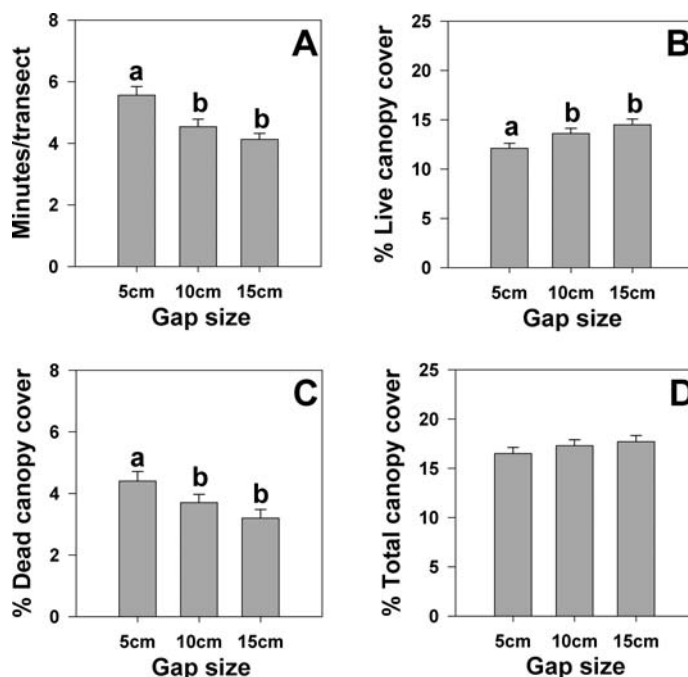 A
Minutes/transect
8
6
4
2
0
a
b
b
5cm 10cm 15cm
Gap size
B
% Live canopy cover
25
20
15
10
5
0
a
b
b
5cm 10cm 15cm
Gap size
C
% Dead canopy cover
8
6
4
2
0
a
b
b
5cm 10cm 15cm
Gap size
D
% Total canopy cover
25
20
15
10
5
0
5cm 10cm 15cm
Gap size